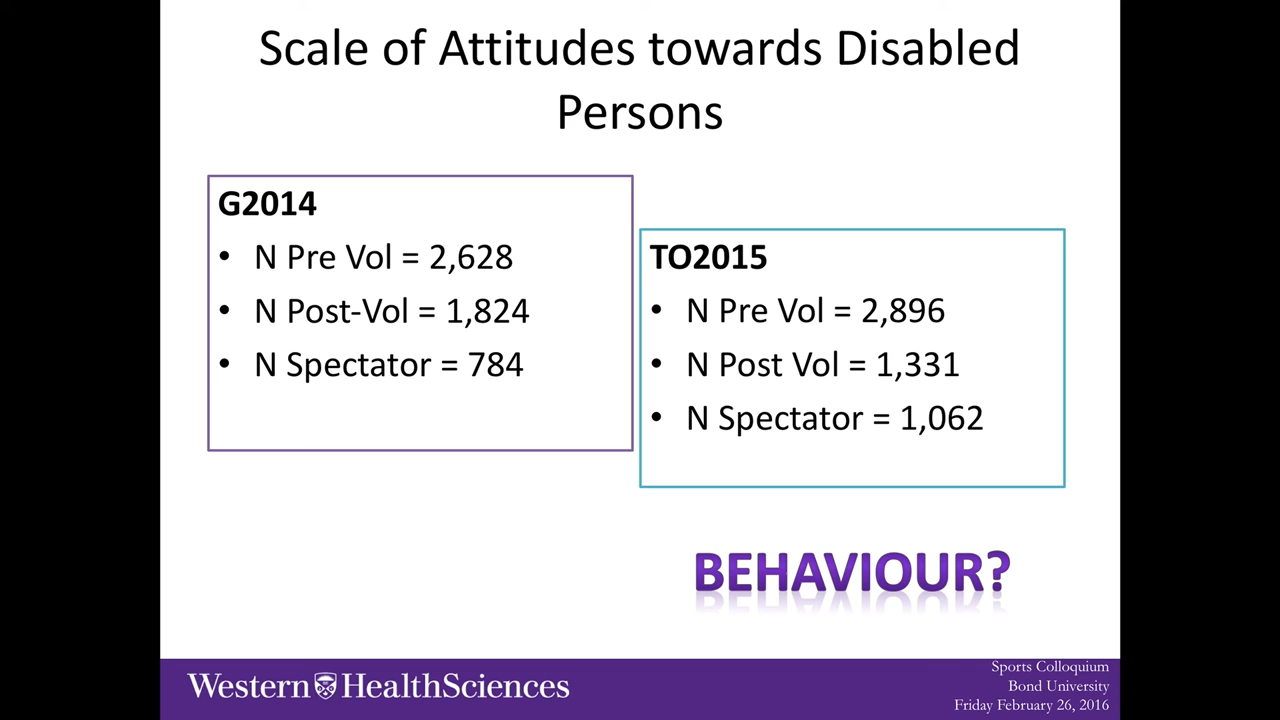 Scale of Attitudes towards Disabled
Persons
G2014
• N Pre Vol = 2,628
• N Post-Vol = 1,824
• N Spectator = 784
TO2015
• N Pre Vol = 2,896
• N Post Vol = 1,331
• N Spectator = 1,062
BEHAVIOUR?
Western HealthSciences
Sports Colloquium
Bond University
Friday February 26, 2016